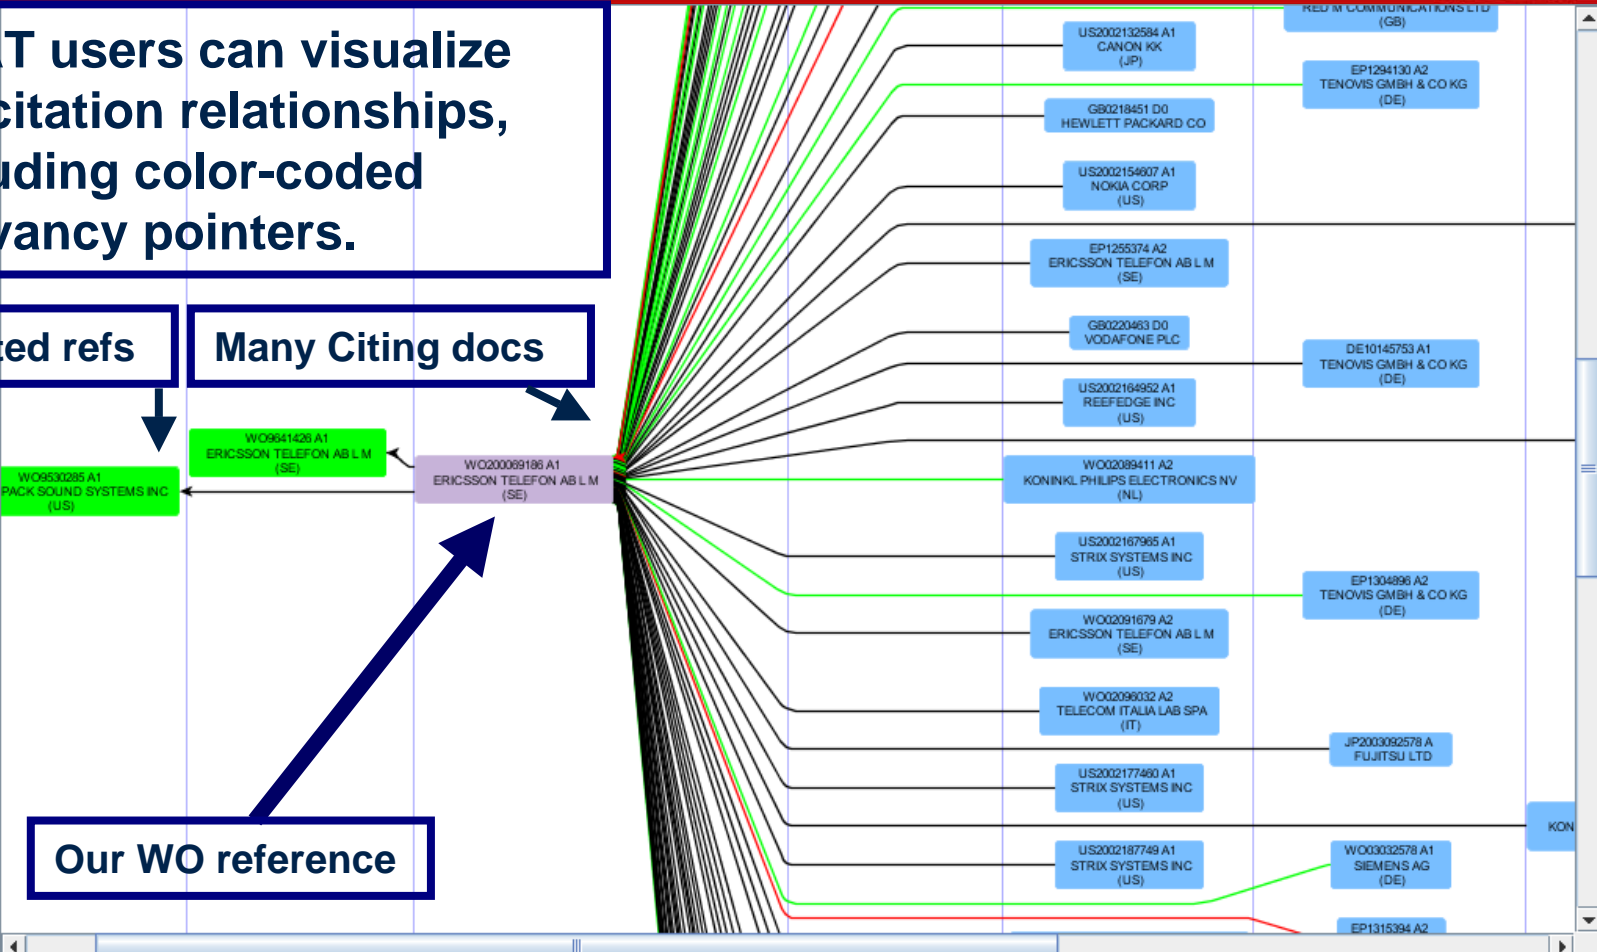 AT users can visualize
citation relationships,
uding color-coded
vancy pointers.
ted refs
Many Citing docs
WO9641426 A1
ERICSSON TELEFON AB L M
(SE)
WO9530285 A1
PACK SOUND SYSTEMS INC
(US)
WO200069186 A1
ERICSSON TELEFON AB L M
(SE)
Our WO reference
RED M COMMUNICATIONS LTD
(GB)
US2002132584 A1
CANON KK
(JP)
EP1294130 A2
TENOVIS GMBH & CO KG
(DE)
GB0218451 D0
HEWLETT PACKARD CO
US2002154607 A1
NOKIA CORP
(US)
EP1255374 A2
ERICSSON TELEFON AB L M
(SE)
GB0220463 D0
VODAFONE PLC
DE10145753 A1
TENOVIS GMBH & CO KG
(DE)
US2002164952 A1
REEFEDGE INC
(US)
WO02089411 A2
KONINKL PHILIPS ELECTRONICS NV
(NL)
US2002167965 A1
STRIX SYSTEMS INC
(US)
EP1304896 A2
TENOVIS GMBH & CO KG
(DE)
WO02091679 A2
ERICSSON TELEFON AB L M
(SE)
WO02096032 A2
TELECOM ITALIA LAB SPA
(IT)
JP2003092578 A
FUJITSU LTD
US2002177460 A1
STRIX SYSTEMS INC
(US)
KON
US2002187749 A1
STRIX SYSTEMS INC
(US)
WO03032578 A1
SIEMENS AG
(DE)
EP1315394 A2